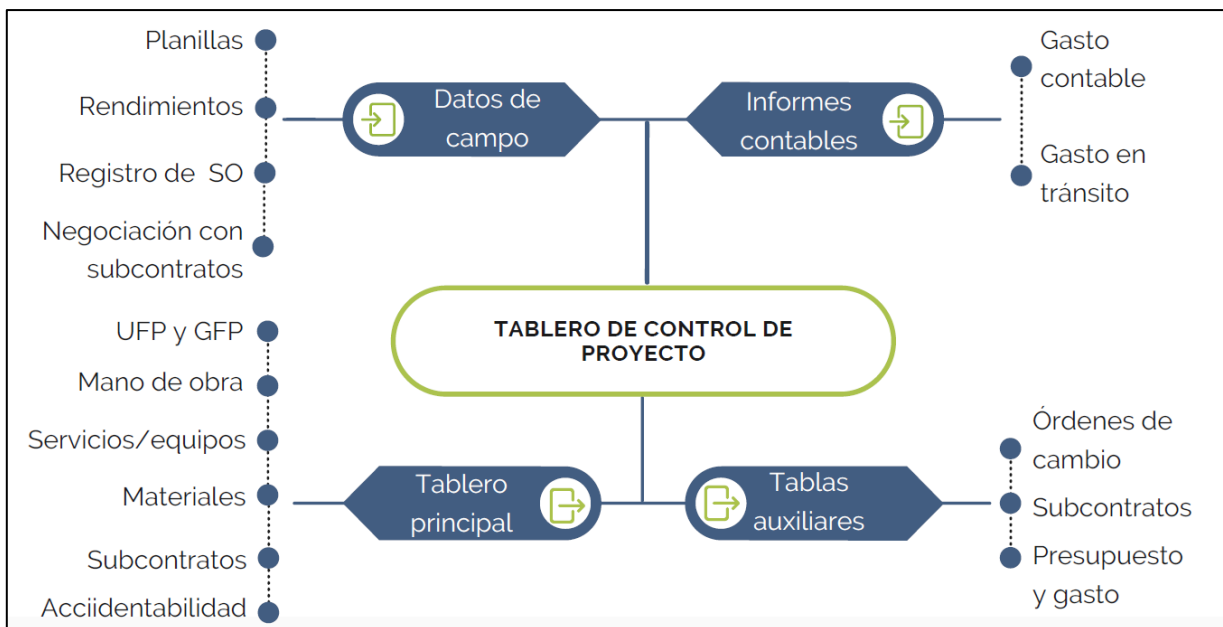 Planillas
Rendimientos
Registro de SO
Negociación con
subcontratos
Datos de
campo
Informes
contables
Gasto
contable
Gasto en
tránsito
TABLERO DE CONTROL DE
PROYECTO
UFP y GFP
Mano de obra
Servicios/equipos
Materiales
Subcontratos
Acciidentabilidad
Tablero
principal
Tablas
auxiliares
Órdenes de
cambio
Subcontratos
Presupuesto
y gasto